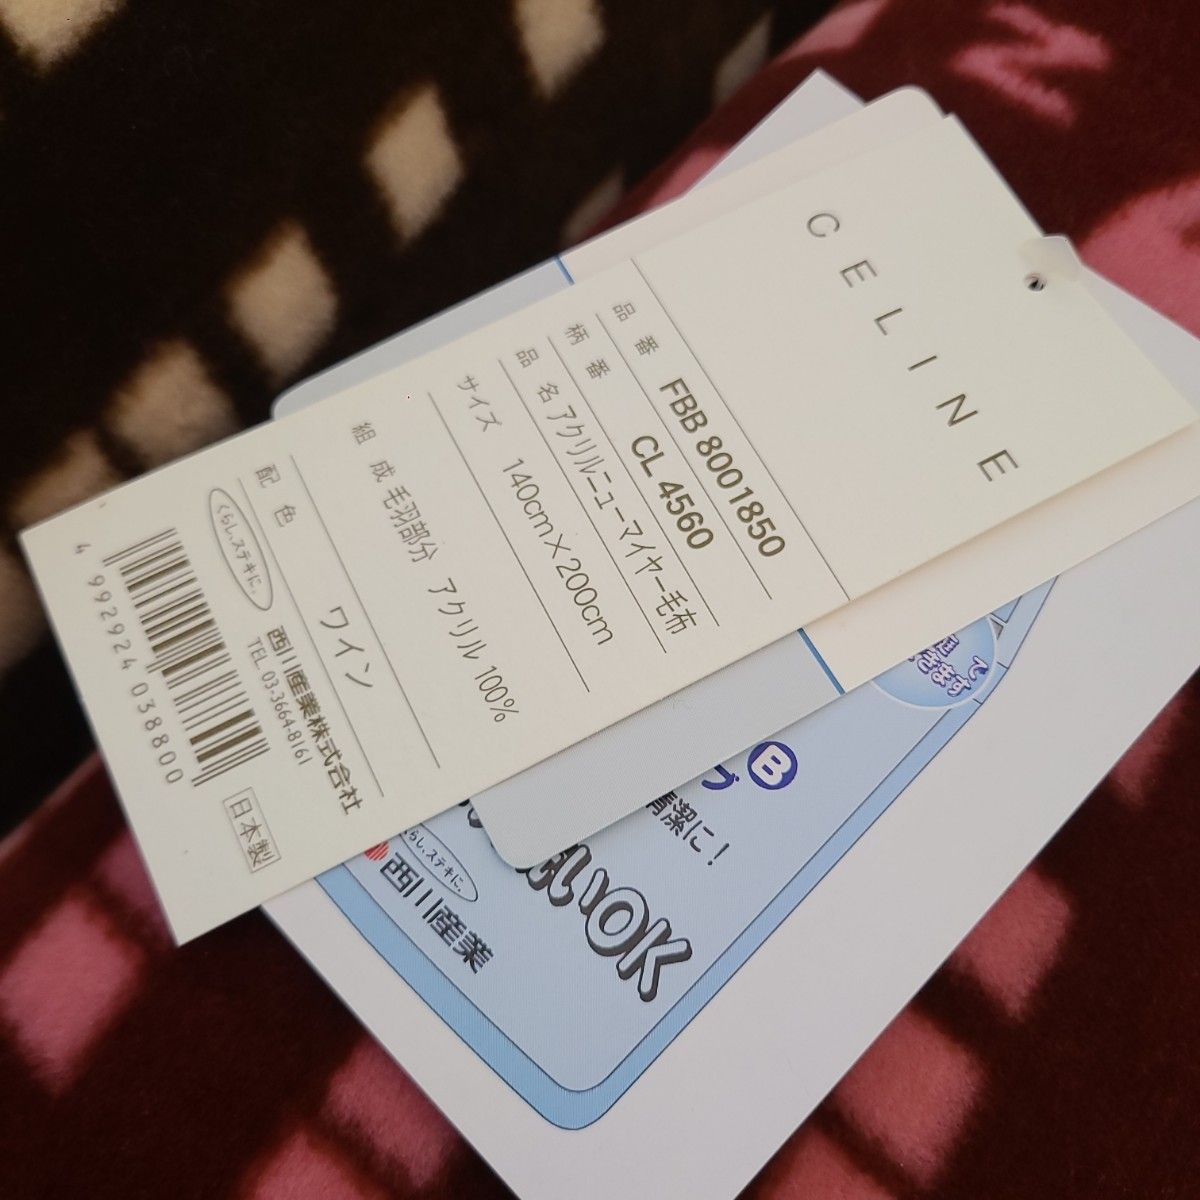 CELINE
品番 FBB 8001850
柄番 CL 4560
品名 アクリルニューマイヤー毛布
サイズ 140cm×200cm
組成 毛羽部分 アクリル 100%
配色 ワイン
くらし、ステキに。
西川産業株式会社
TEL. 03-3664-8161
4 992924 038800
日本製
B
清潔に!
いOK
らし、ステキに。
西川産業